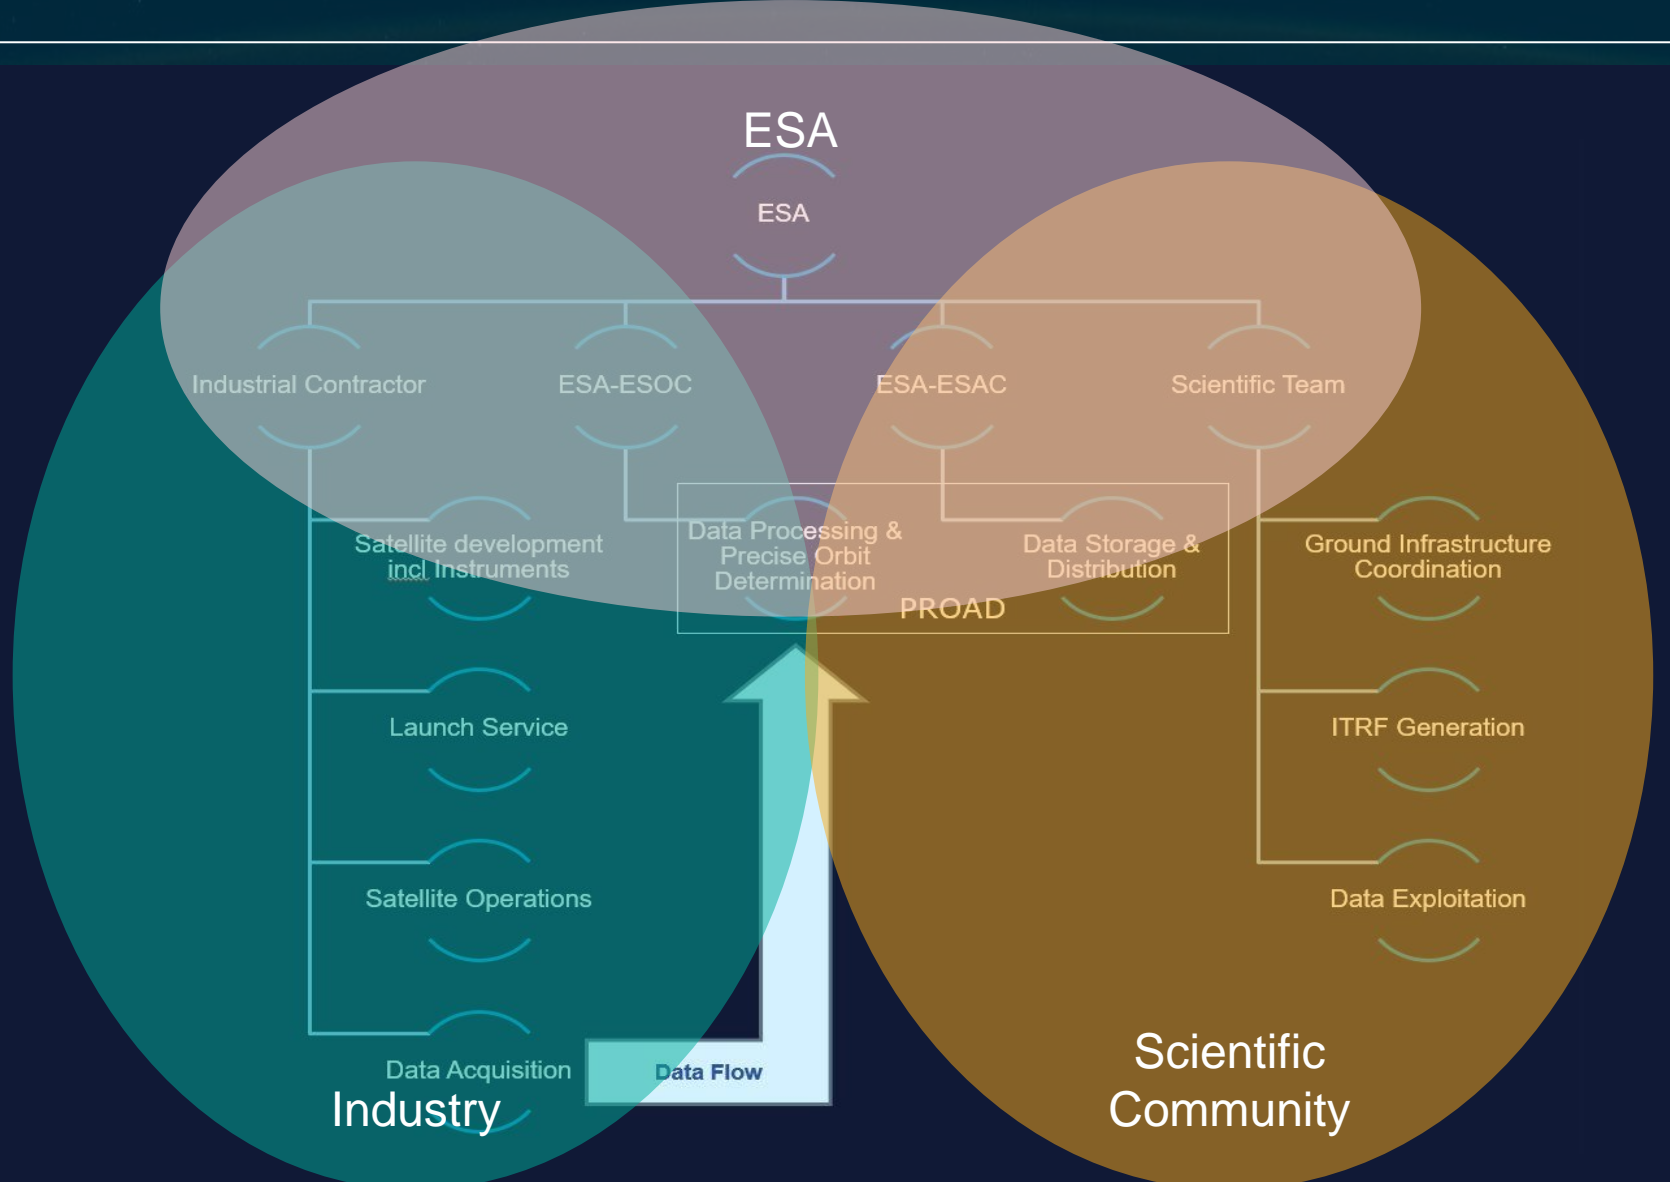 ESA
ESA
Industrial Contractor
ESA-ESOC
ESA-ESAC
Scientific Team
Satellite development
incl Instruments
Data Processing &
Precise Orbit
Determination
Data Storage &
Distribution
PROAD
Ground Infrastructure
Coordination
Launch Service
ITRF Generation
Satellite Operations
Data Exploitation
Data Acquisition
Data Flow
Industry
Scientific
Community